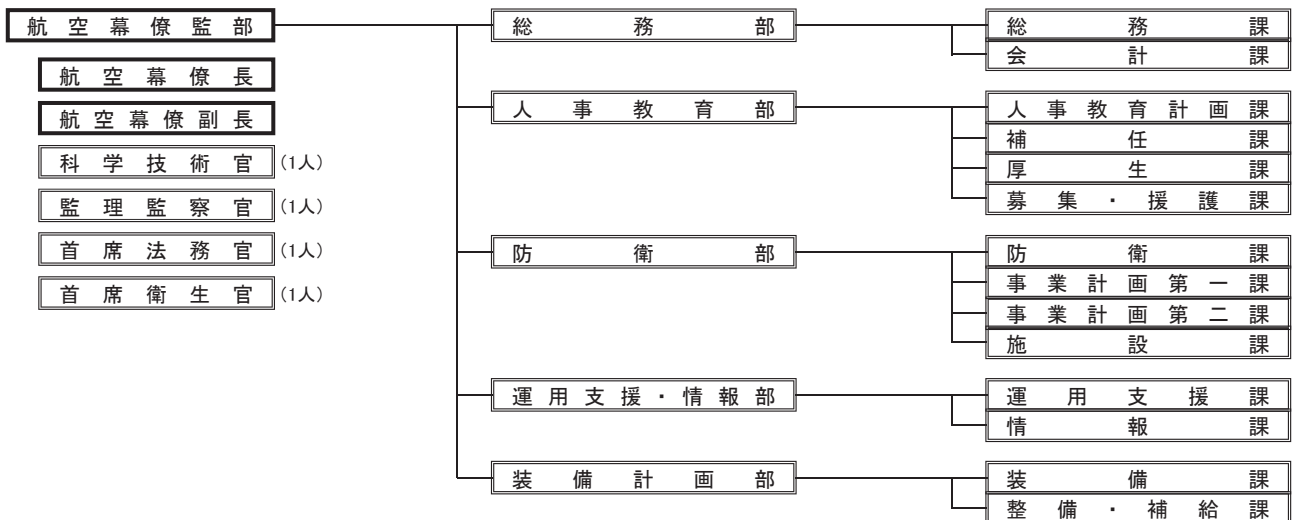 航空幕僚監部
航空幕僚長
航空幕僚副長
科学技術官 (1人)
監理監察官 (1人)
首席法務官 (1人)
首席衛生官 (1人)
総務部
総務課
会計課
人事教育部
人事教育計画課
補任課
厚生課
募集・援護課
防衛部
防衛課
事業計画第一課
事業計画第二課
施設課
運用支援・情報部
運用支援課
情報課
装備計画部
装備課
整備・補給課